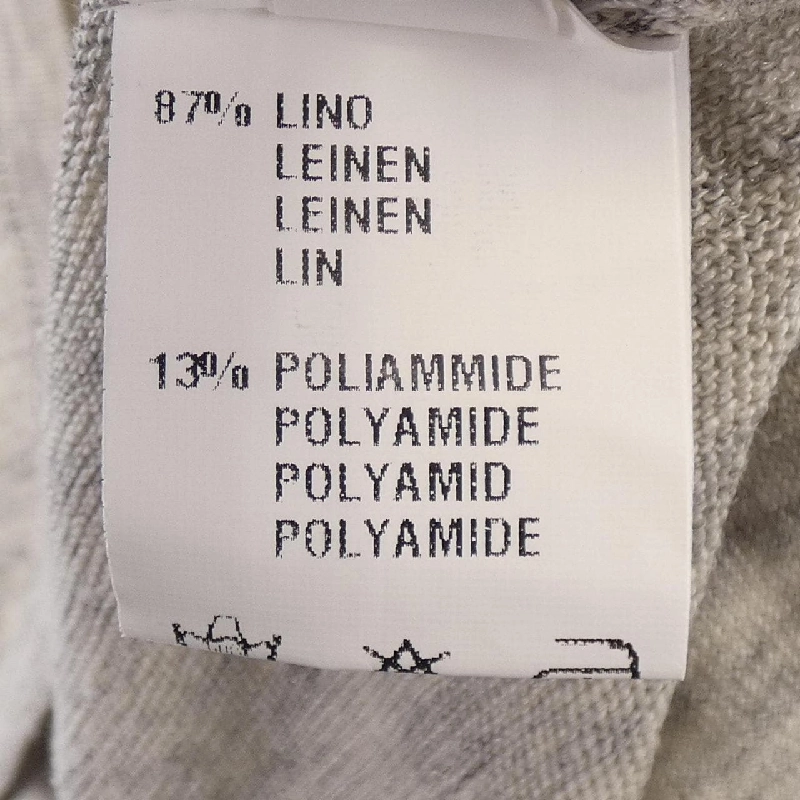 87% LINO
LEINEN
LEINEN
LIN
13% POLIAMMIDE
POLYAMIDE
POLYAMID
POLYAMIDE